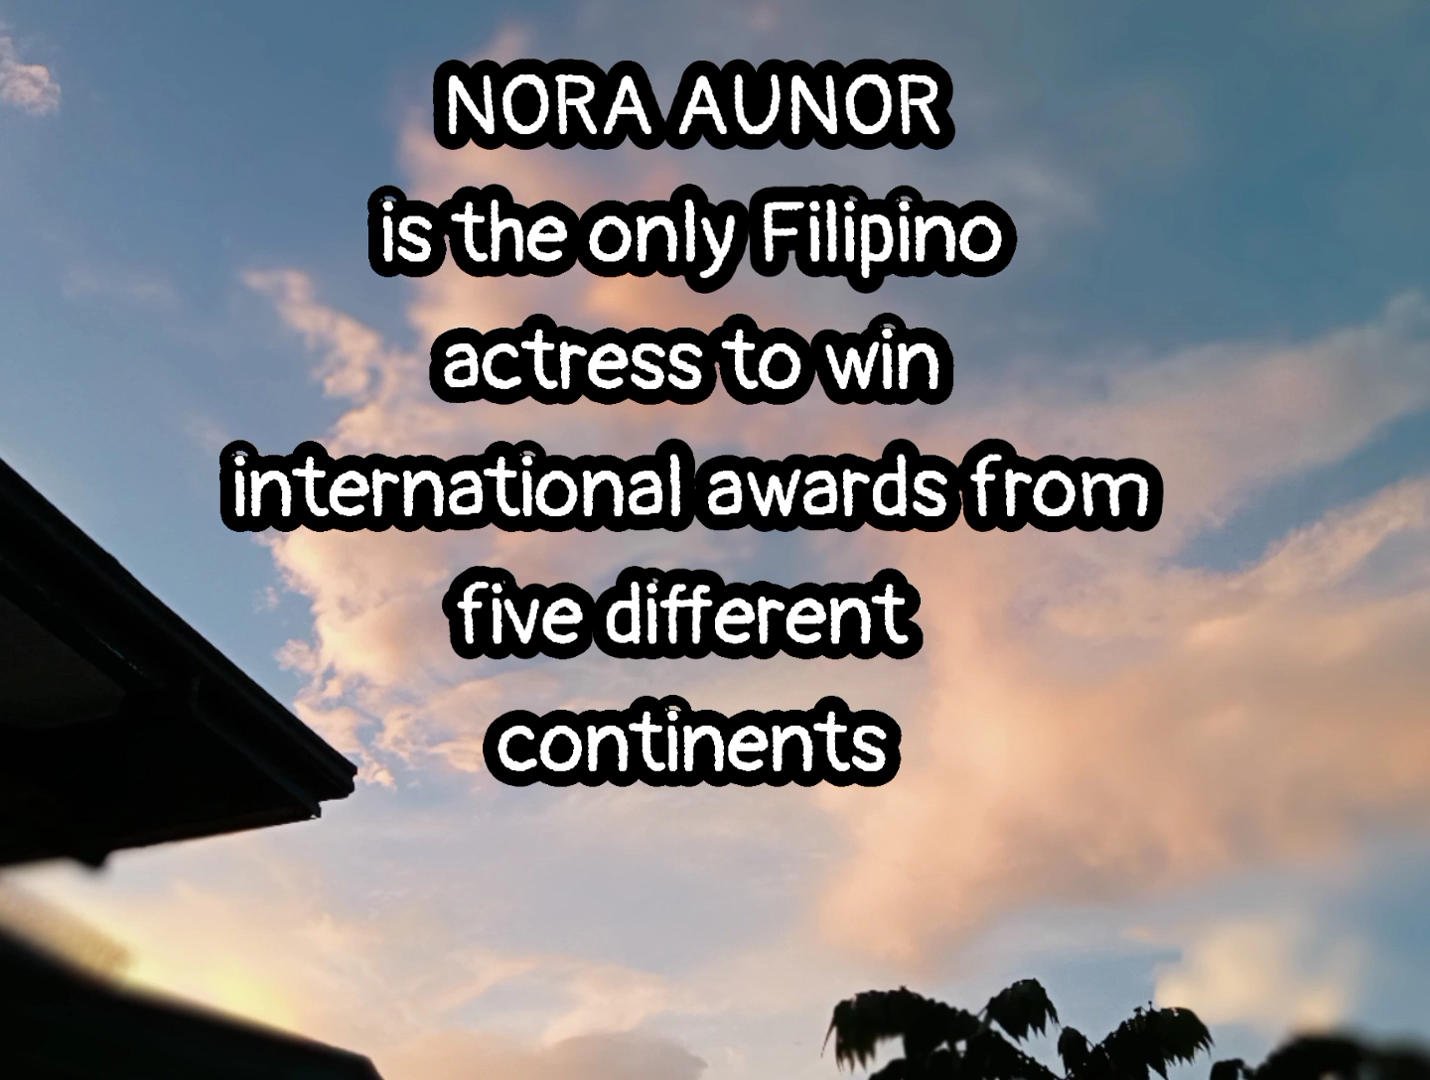 NORA AUNOR
is the only Filipino
actress to win
international awards from
five different
continents